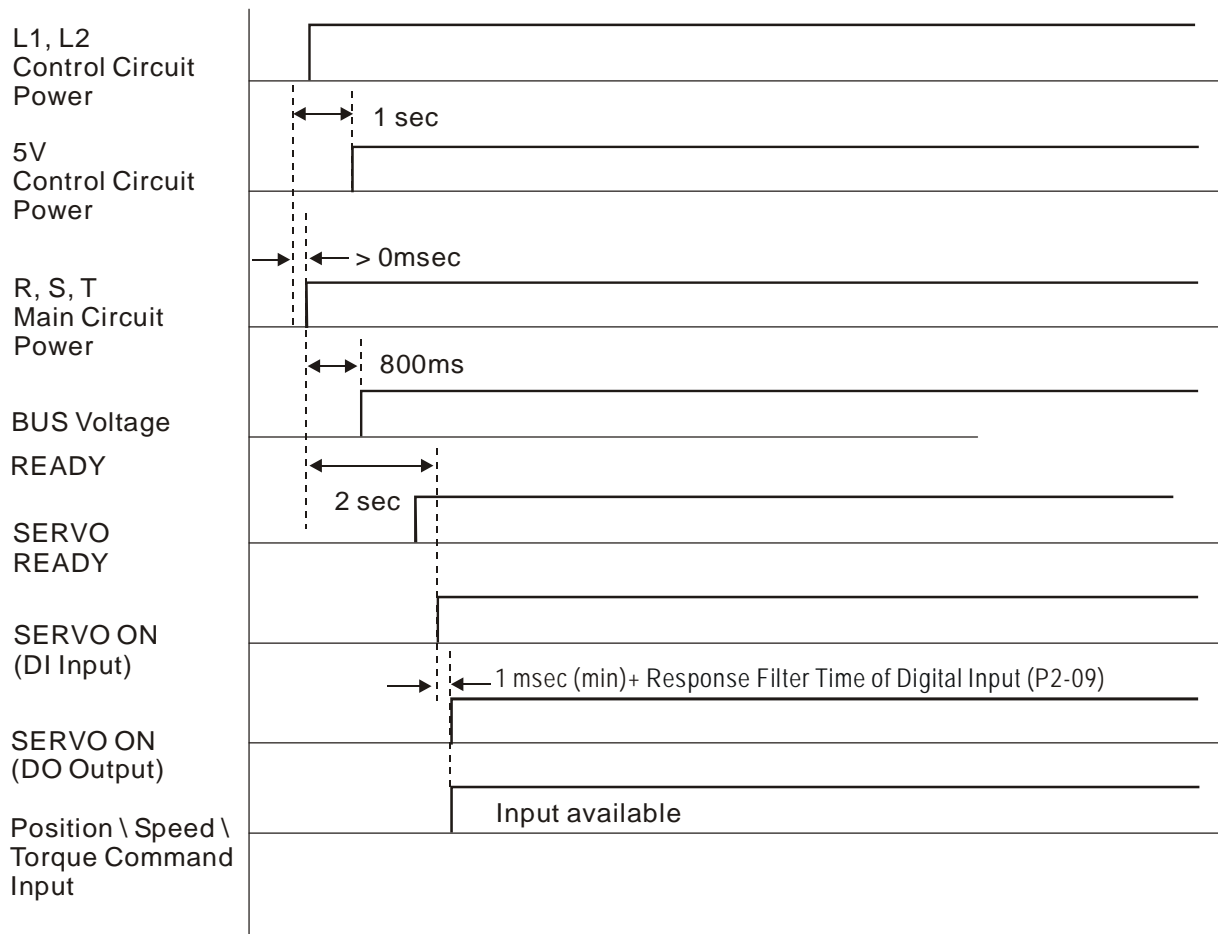 L1, L2
Control Circuit
Power
1 sec
5V
Control Circuit
Power
> 0msec
R, S, T
Main Circuit
Power
800ms
BUS Voltage
READY
2 sec
SERVO
READY
SERVO ON
(DI Input)
1 msec (min)+ Response Filter Time of Digital Input (P2-09)
SERVO ON
(DO Output)
Input available
Position \ Speed \
Torque Command
Input